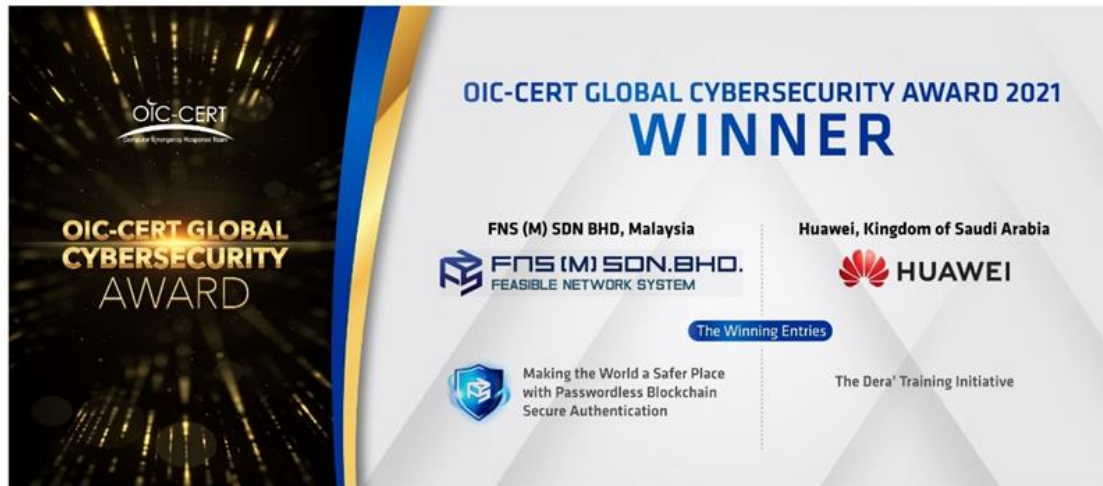 OIC-CERT
Computer Emergency Response Team
OIC-CERT GLOBAL
CYBERSECURITY
AWARD
OIC-CERT GLOBAL CYBERSECURITY AWARD 2021
WINNER
FNS (M) SDN BHD, Malaysia
FNS (M) SDN.BHD.
FEASIBLE NETWORK SYSTEM
Huawei, Kingdom of Saudi Arabia
HUAWEI
The Winning Entries
Making the World a Safer Place
with Passwordless Blockchain
Secure Authentication
The Dera' Training Initiative